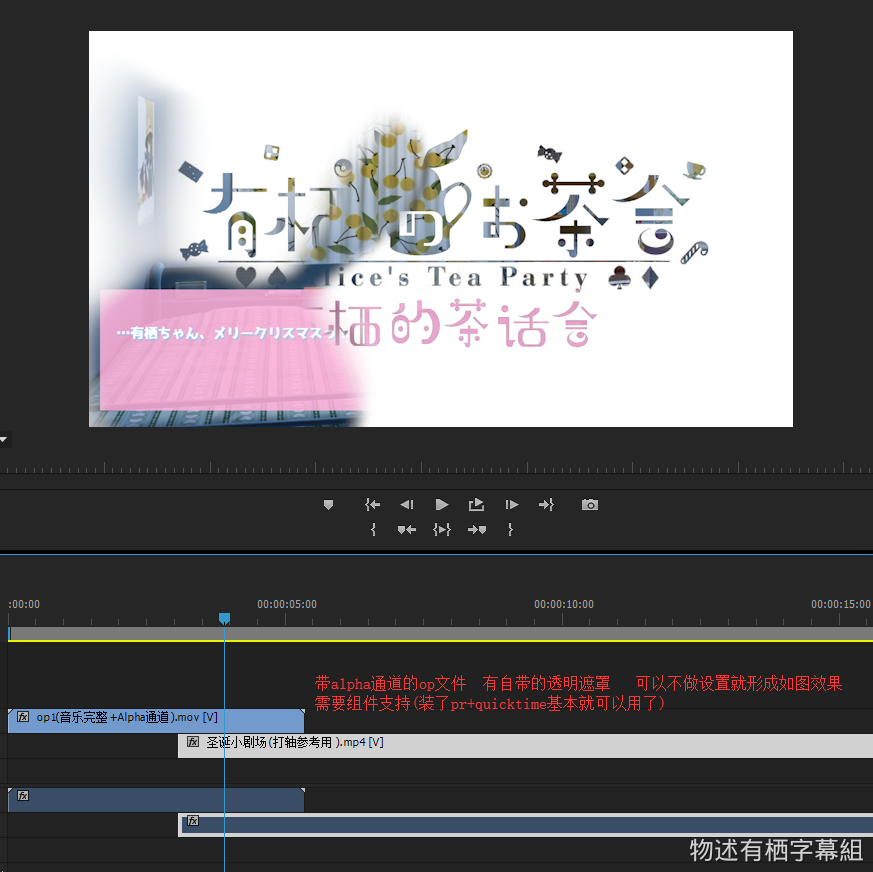 有栖のお茶会
Alice's Tea Party
有栖的茶话会
…有栖ちゃん、メリークリスマスっ
:00:00
00:00:05:00
00:00:10:00
00:00:15:00
带alpha通道的op文件 有自带的透明遮罩 可以不做设置就形成如图效果
需要组件支持(装了pr+quicktime基本就可以用了)
fx op1(音乐完整+Alpha通道).mov [V]
fx 圣诞小剧场(打轴参考用 ).mp4 [V]
fx
fx
物述有栖字幕組